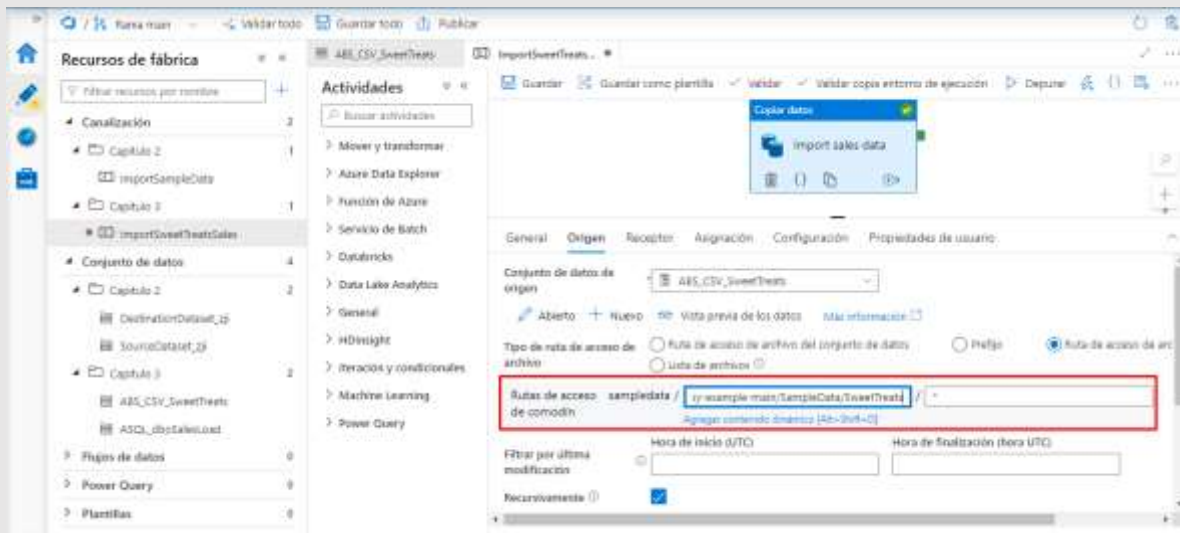 Rama main
Validar todo
Guardar todo
Publicar
Recursos de fábrica
Filtrar recursos por nombre
Canalización 2
Capítulo 2 1
ImportSampleData
Capítulo 3 1
ImportSweetTreatsSales
Conjunto de datos 4
Capítulo 2 2
DestinationDataset_zji
SourceDataset_zji
Capítulo 3 2
ABS_CSV_SweetTreats
ASQL_dboSalesLoad
Flujos de datos 0
Power Query 0
Plantillas 0
ABS_CSV_SweetTreats
ImportSweetTreats...
Actividades
Buscar actividades
Mover y transformar
Azure Data Explorer
Función de Azure
Servicio de Batch
Databricks
Data Lake Analytics
General
HDInsight
Iteración y condicionales
Machine Learning
Power Query
Guardar
Guardar como plantilla
Validar
Validar copia entorno de ejecución
Depurar
Copiar datos
Import sales data
General Origen Receptor Asignación Configuración Propiedades de usuario
Conjunto de datos de
origen
ABS_CSV_SweetTreats
Abierto
Nuevo
Vista previa de los datos
Más información
Tipo de ruta de acceso de
archivo
Ruta de acceso de archivo del conjunto de datos
Prefijo
Ruta de acceso de arc
Lista de archivos
Rutas de acceso
de comodín
sampledata / ry-example-main/SampleData/SweetTreats / *
Agregar contenido dinámico [Alt+Shift+D]
Filtrar por última
modificación
Hora de inicio (UTC)
Hora de finalización (hora UTC)
Recursivamente